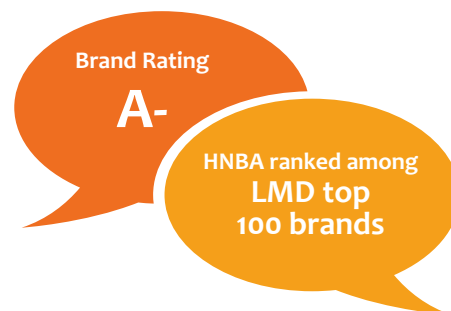 Brand Rating
A-
HNBA ranked among
LMD top
100 brands